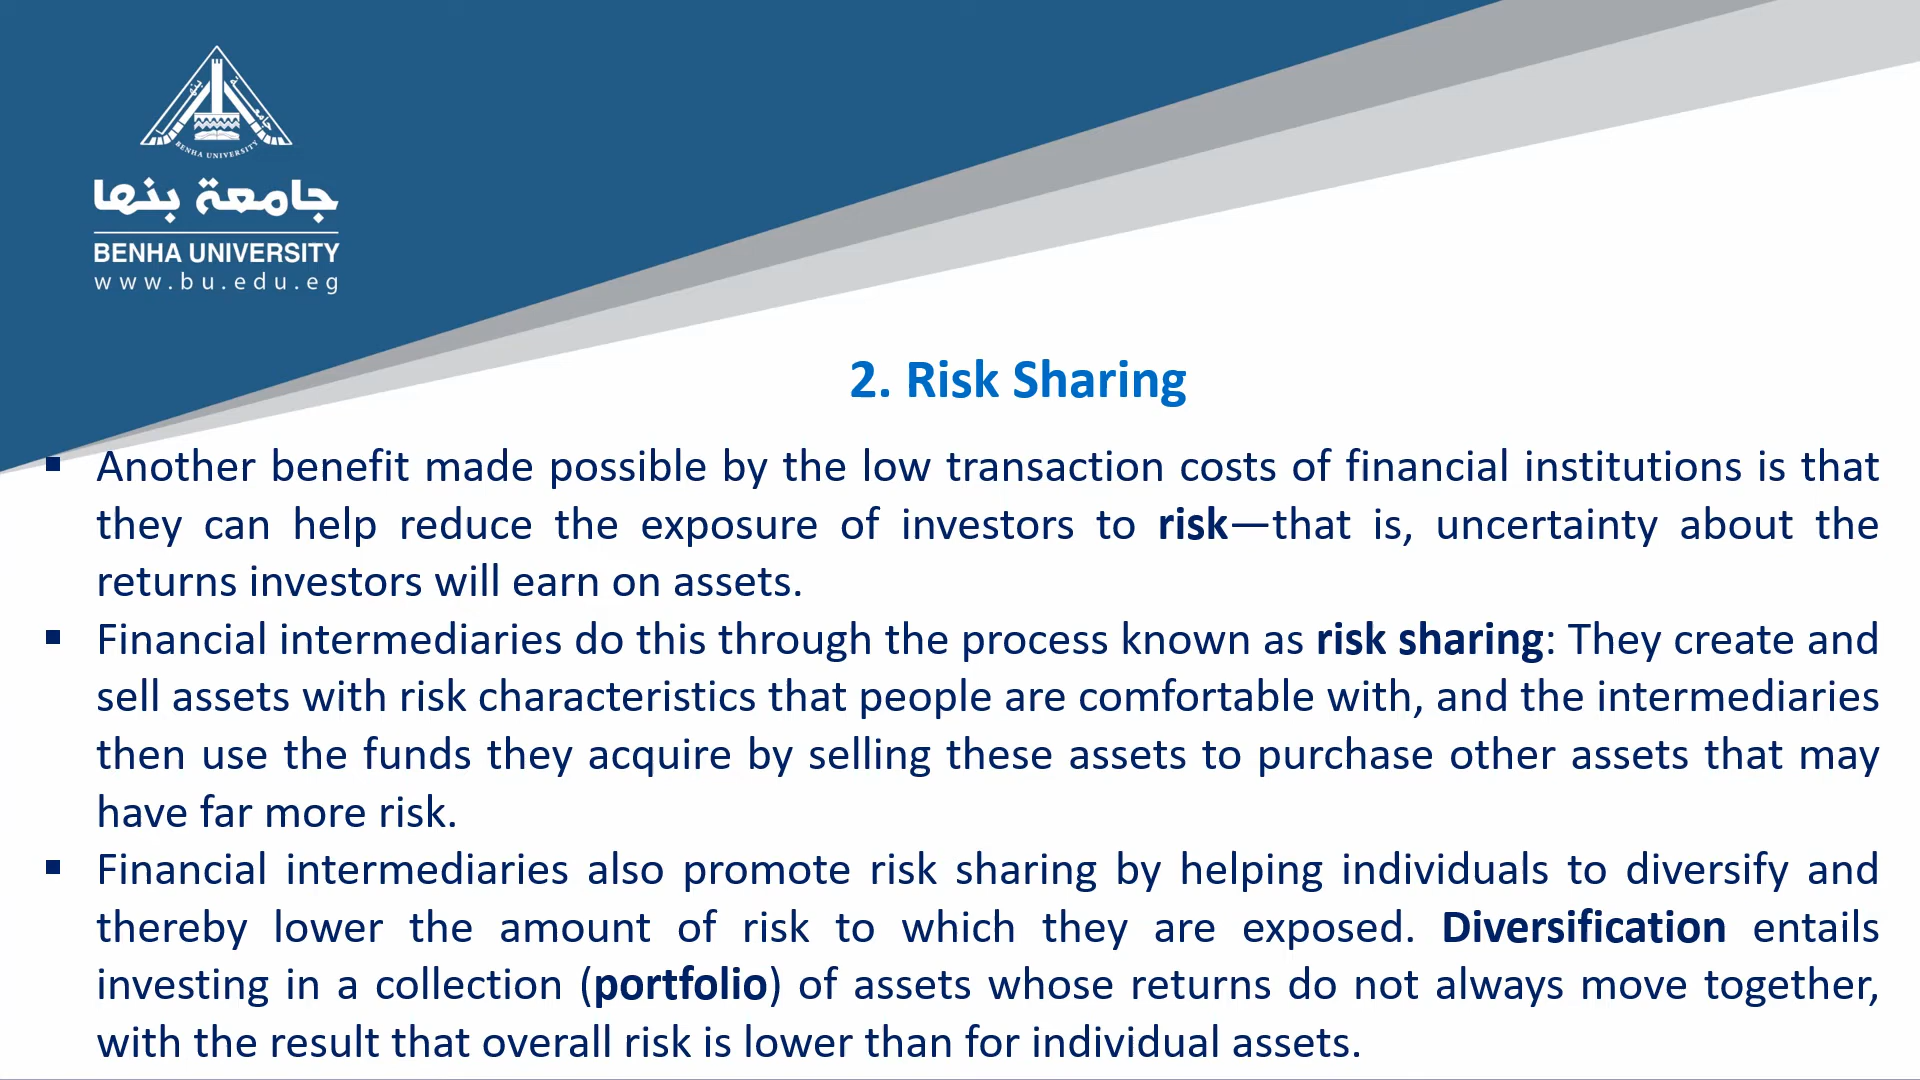 BENHA UNIVERSITY
جامعة بنها
BENHA UNIVERSITY
www.bu.edu.eg
2. Risk Sharing
▪ Another benefit made possible by the low transaction costs of financial institutions is that
they can help reduce the exposure of investors to risk—that is, uncertainty about the
returns investors will earn on assets.
▪ Financial intermediaries do this through the process known as risk sharing: They create and
sell assets with risk characteristics that people are comfortable with, and the intermediaries
then use the funds they acquire by selling these assets to purchase other assets that may
have far more risk.
▪ Financial intermediaries also promote risk sharing by helping individuals to diversify and
thereby lower the amount of risk to which they are exposed. Diversification entails
investing in a collection (portfolio) of assets whose returns do not always move together,
with the result that overall risk is lower than for individual assets.